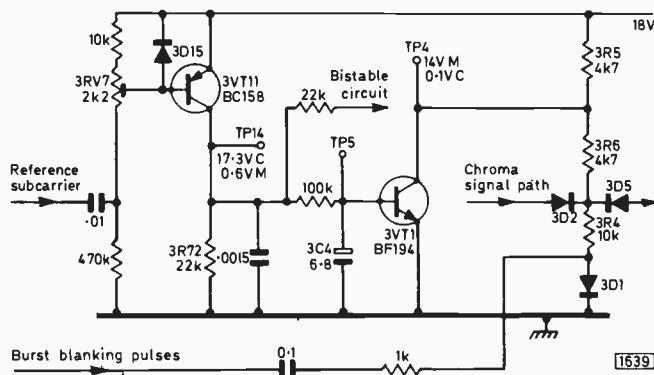 18V
10k
3D15
3RV7
2k2
3VT11
BC158
TP4
14V M
0·1V C
3R5
4k7
Bistable
circuit
22k
TP14
17·3V C
0·6V M
TP5
3R6
4k7
Reference
subcarrier
·01
100k
Chroma
signal path
3D2
3D5
3R4
10k
3VT1
BF194
470k
3R72
22k
·0015
3C4
6·8
3D1
Burst blanking pulses
0·1
1k
1639